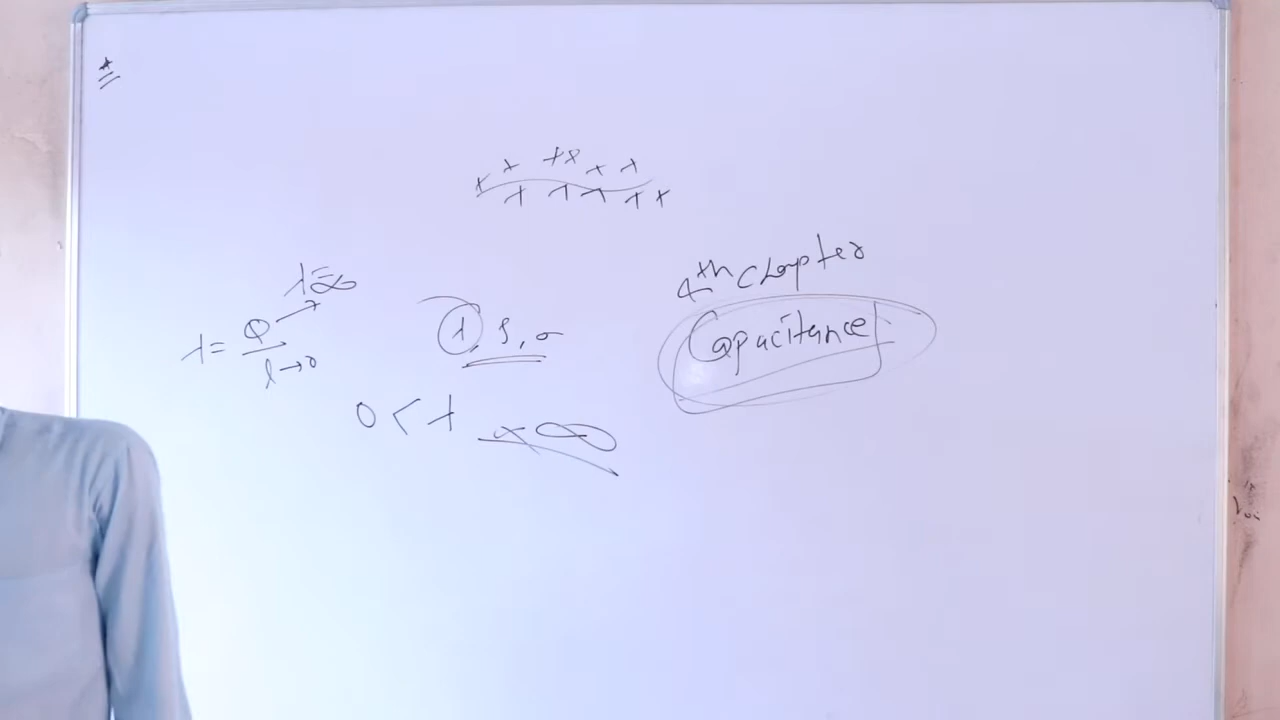 *
+ + + + + +
+ + + + + +
4th Chapter
Capacitance
λ=∞
λ= Q
l→0
λ, ρ, σ
0 < λ < ∞